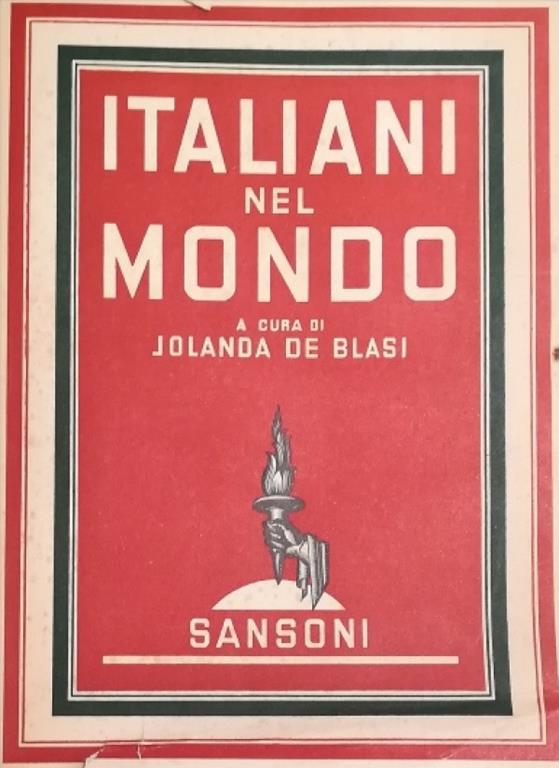 ITALIANI
NEL
MONDO
A CURA DI
JOLANDA DE BLASI
SANSONI